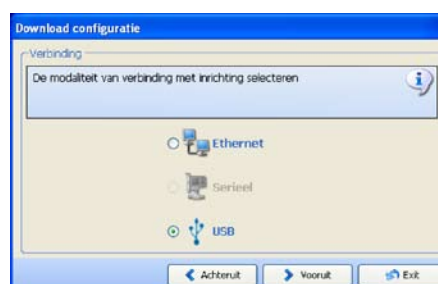 Download configuratie
Verbinding
De modaliteit van verbinding met inrichting selecteren
Ethernet
Serieel
USB
Achteruit
Vooruit
Exit